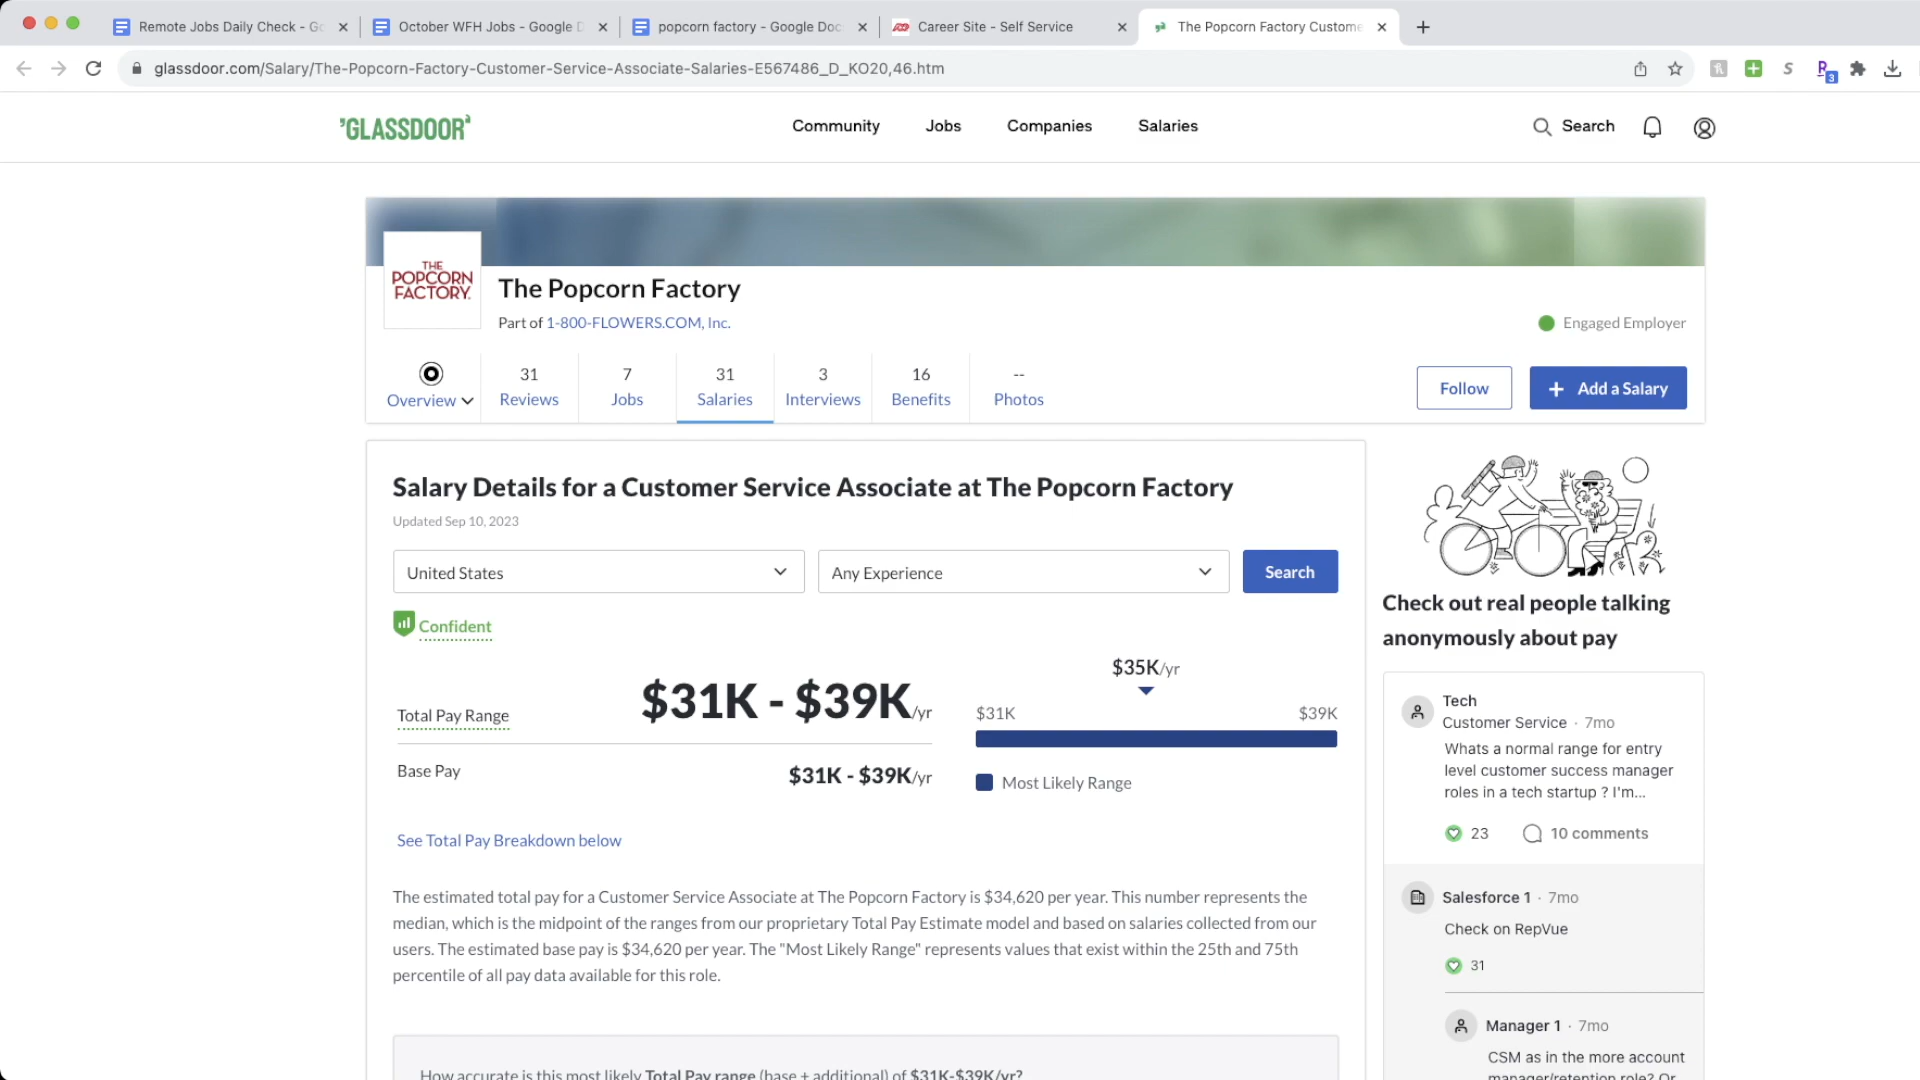 Remote Jobs Daily Check - Go
October WFH Jobs - Google D
popcorn factory - Google Doc
Career Site - Self Service
The Popcorn Factory Custome
glassdoor.com/Salary/The-Popcorn-Factory-Customer-Service-Associate-Salaries-E567486_D_KO20,46.htm
3
'GLASSDOOR'
Community
Jobs
Companies
Salaries
Search
THE
POPCORN
FACTORY.
The Popcorn Factory
Part of 1-800-FLOWERS.COM, Inc.
Engaged Employer
Overview
31
Reviews
7
Jobs
31
Salaries
3
Interviews
16
Benefits
--
Photos
Follow
+ Add a Salary
Salary Details for a Customer Service Associate at The Popcorn Factory
Updated Sep 10, 2023
United States
Any Experience
Search
Confident
Total Pay Range
$31K - $39K/yr
Base Pay
$31K - $39K/yr
$35K/yr
$31K
$39K
Most Likely Range
See Total Pay Breakdown below
The estimated total pay for a Customer Service Associate at The Popcorn Factory is $34,620 per year. This number represents the
median, which is the midpoint of the ranges from our proprietary Total Pay Estimate model and based on salaries collected from our
users. The estimated base pay is $34,620 per year. The "Most Likely Range" represents values that exist within the 25th and 75th
percentile of all pay data available for this role.
How accurate is this most likely Total Pay range (base + additional) of $31K-$39K/yr?
Check out real people talking
anonymously about pay
Tech
Customer Service · 7mo
Whats a normal range for entry
level customer success manager
roles in a tech startup ? I'm...
23
10 comments
Salesforce 1 · 7mo
Check on RepVue
31
Manager 1 · 7mo
CSM as in the more account
manager/retention role? Or